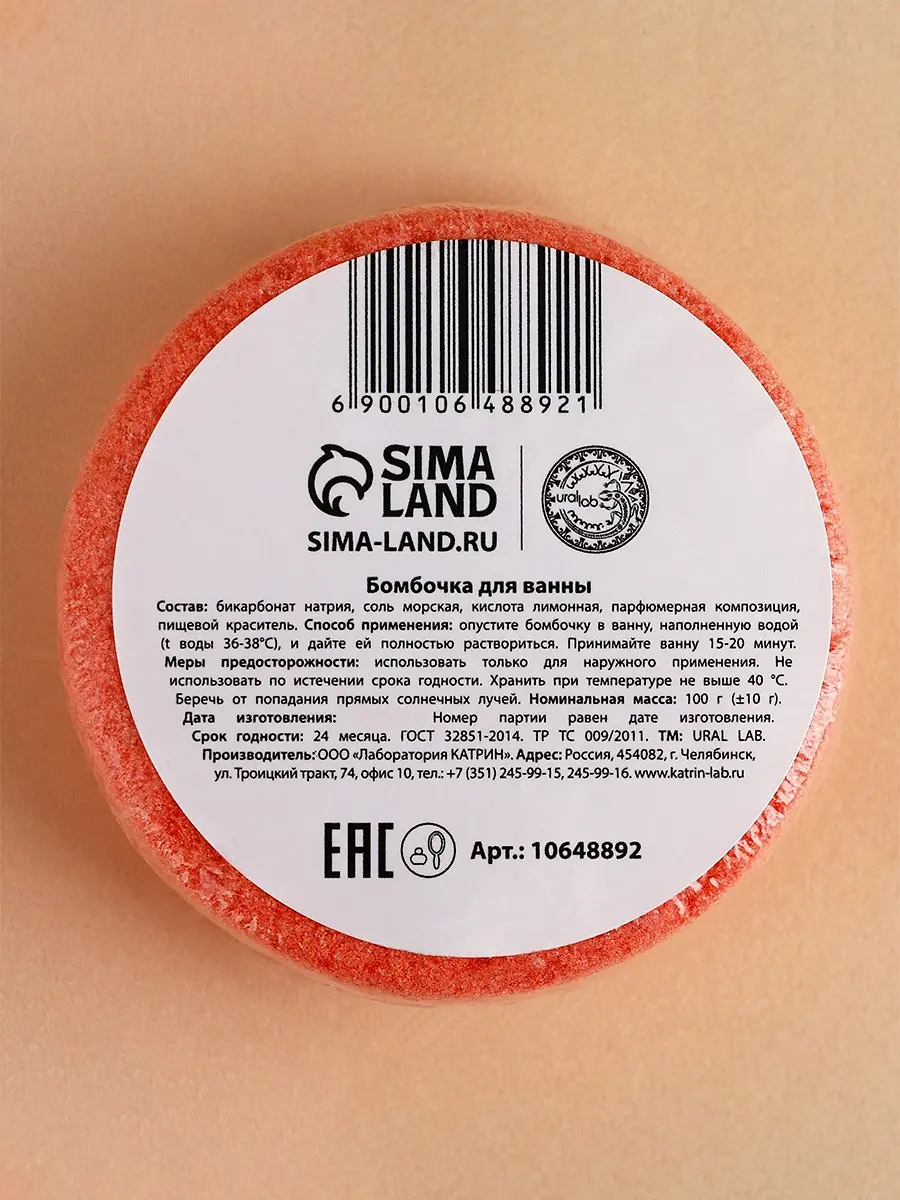 6 900106 488921
SIMA
LAND
SIMA-LAND.RU
ural lab
Бомбочка для ванны
Состав: бикарбонат натрия, соль морская, кислота лимонная, парфюмерная композиция,
пищевой краситель. Способ применения: опустите бомбочку в ванну, наполненную водой
(t воды 36-38°С), и дайте ей полностью раствориться. Принимайте ванну 15-20 минут.
Меры предосторожности: использовать только для наружного применения. Не
использовать по истечении срока годности. Хранить при температуре не выше 40 °С.
Беречь от попадания прямых солнечных лучей. Номинальная масса: 100 г (±10 г).
Дата изготовления: Номер партии равен дате изготовления.
Срок годности: 24 месяца. ГОСТ 32851-2014. ТР ТС 009/2011. ТМ: URAL LAB.
Производитель: ООО «Лаборатория КАТРИН». Адрес: Россия, 454082, г. Челябинск,
ул. Троицкий тракт, 74, офис 10, тел.: +7 (351) 245-99-15, 245-99-16. www.katrin-lab.ru
EAC Арт.: 10648892